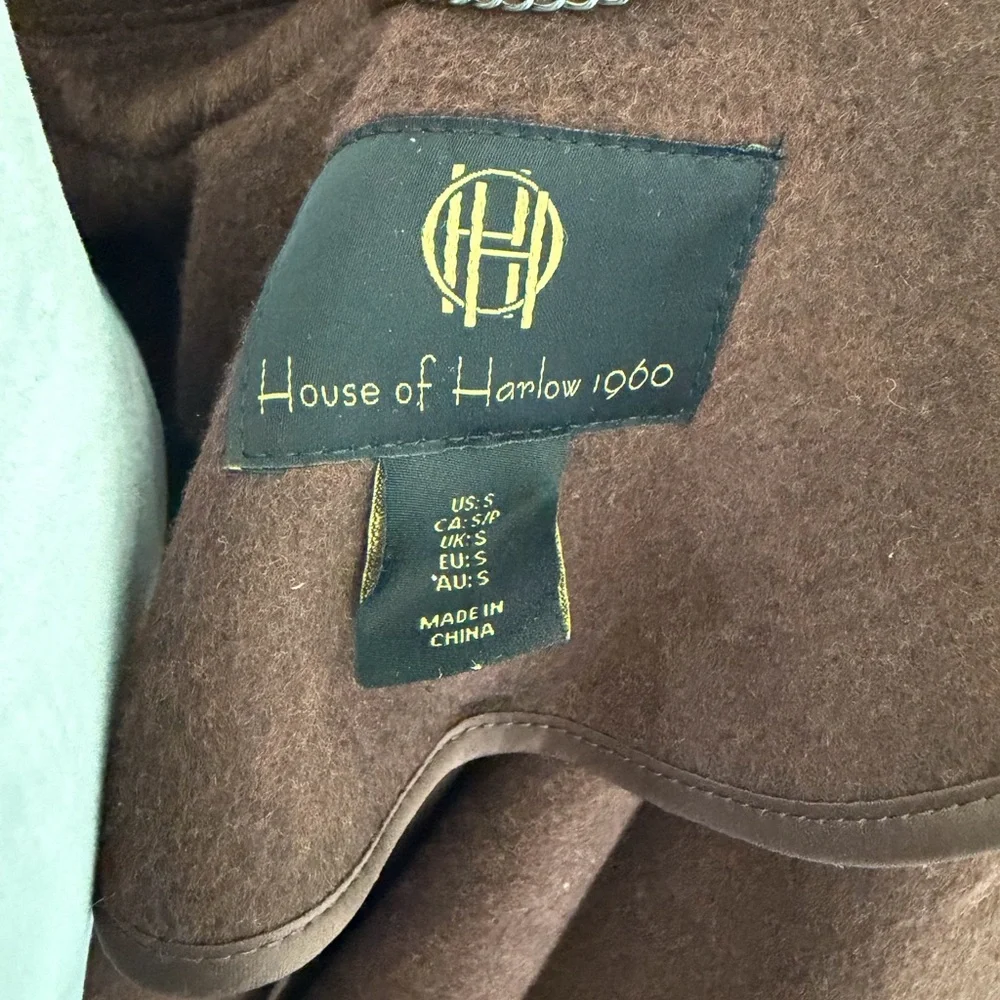 House of Harlow 1960
US: S
CA: S/P
UK: S
EU: S
AU: S
MADE IN
CHINA